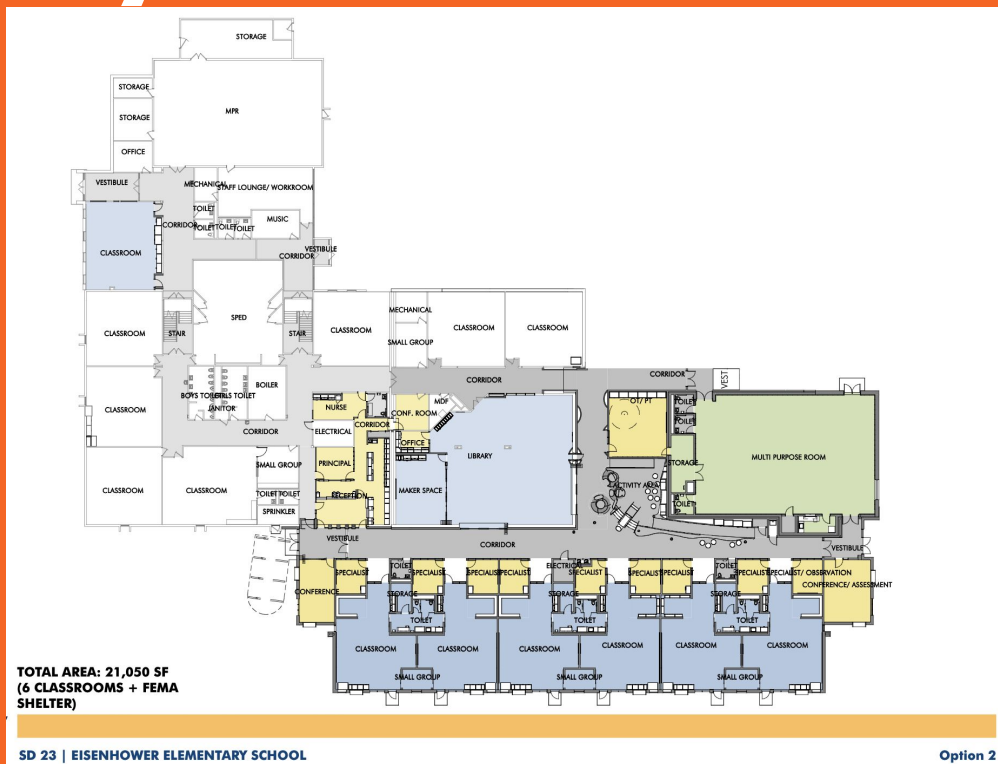 STORAGE
STORAGE
MPR
STORAGE
OFFICE
VESTIBULE
MECHANICAL
STAFF LOUNGE/ WORKROOM
TOILET
MUSIC
CORRIDOR
TOILET
TOILET
TOILET
VESTIBULE
CLASSROOM
CORRIDOR
MECHANICAL
SPED
CLASSROOM
STAIR
STAIR
CLASSROOM
CLASSROOM
CLASSROOM
SMALL GROUP
CORRIDOR
CORRIDOR
VEST
BOILER
BOYS TOILET
GIRLS TOILET
JANITOR
CLASSROOM
NURSE
CONF. ROOM
MDF
OT/ PT
TOILET
TOILET
CORRIDOR
ELECTRICAL
CORRIDOR
OFFICE
LIBRARY
MULTI PURPOSE ROOM
STORAGE
CLASSROOM
CLASSROOM
SMALL GROUP
PRINCIPAL
MAKER SPACE
ACTIVITY AREA
TOILET
TOILET
RECEPTION
TOILET
SPRINKLER
VESTIBULE
CORRIDOR
VESTIBULE
CONFERENCE
SPECIALIST
TOILET
SPECIALIST
SPECIALIST
SPECIALIST
ELECTRICAL
SPECIALIST
SPECIALIST
SPECIALIST
TOILET
SPECIALIST
SPECIALIST/ OBSERVATION
CONFERENCE/ ASSESSMENT
STORAGE
STORAGE
STORAGE
TOILET
TOILET
TOILET
CLASSROOM
CLASSROOM
CLASSROOM
CLASSROOM
CLASSROOM
CLASSROOM
SMALL GROUP
SMALL GROUP
SMALL GROUP
TOTAL AREA: 21,050 SF
(6 CLASSROOMS + FEMA
SHELTER)
SD 23 | EISENHOWER ELEMENTARY SCHOOL
Option 2